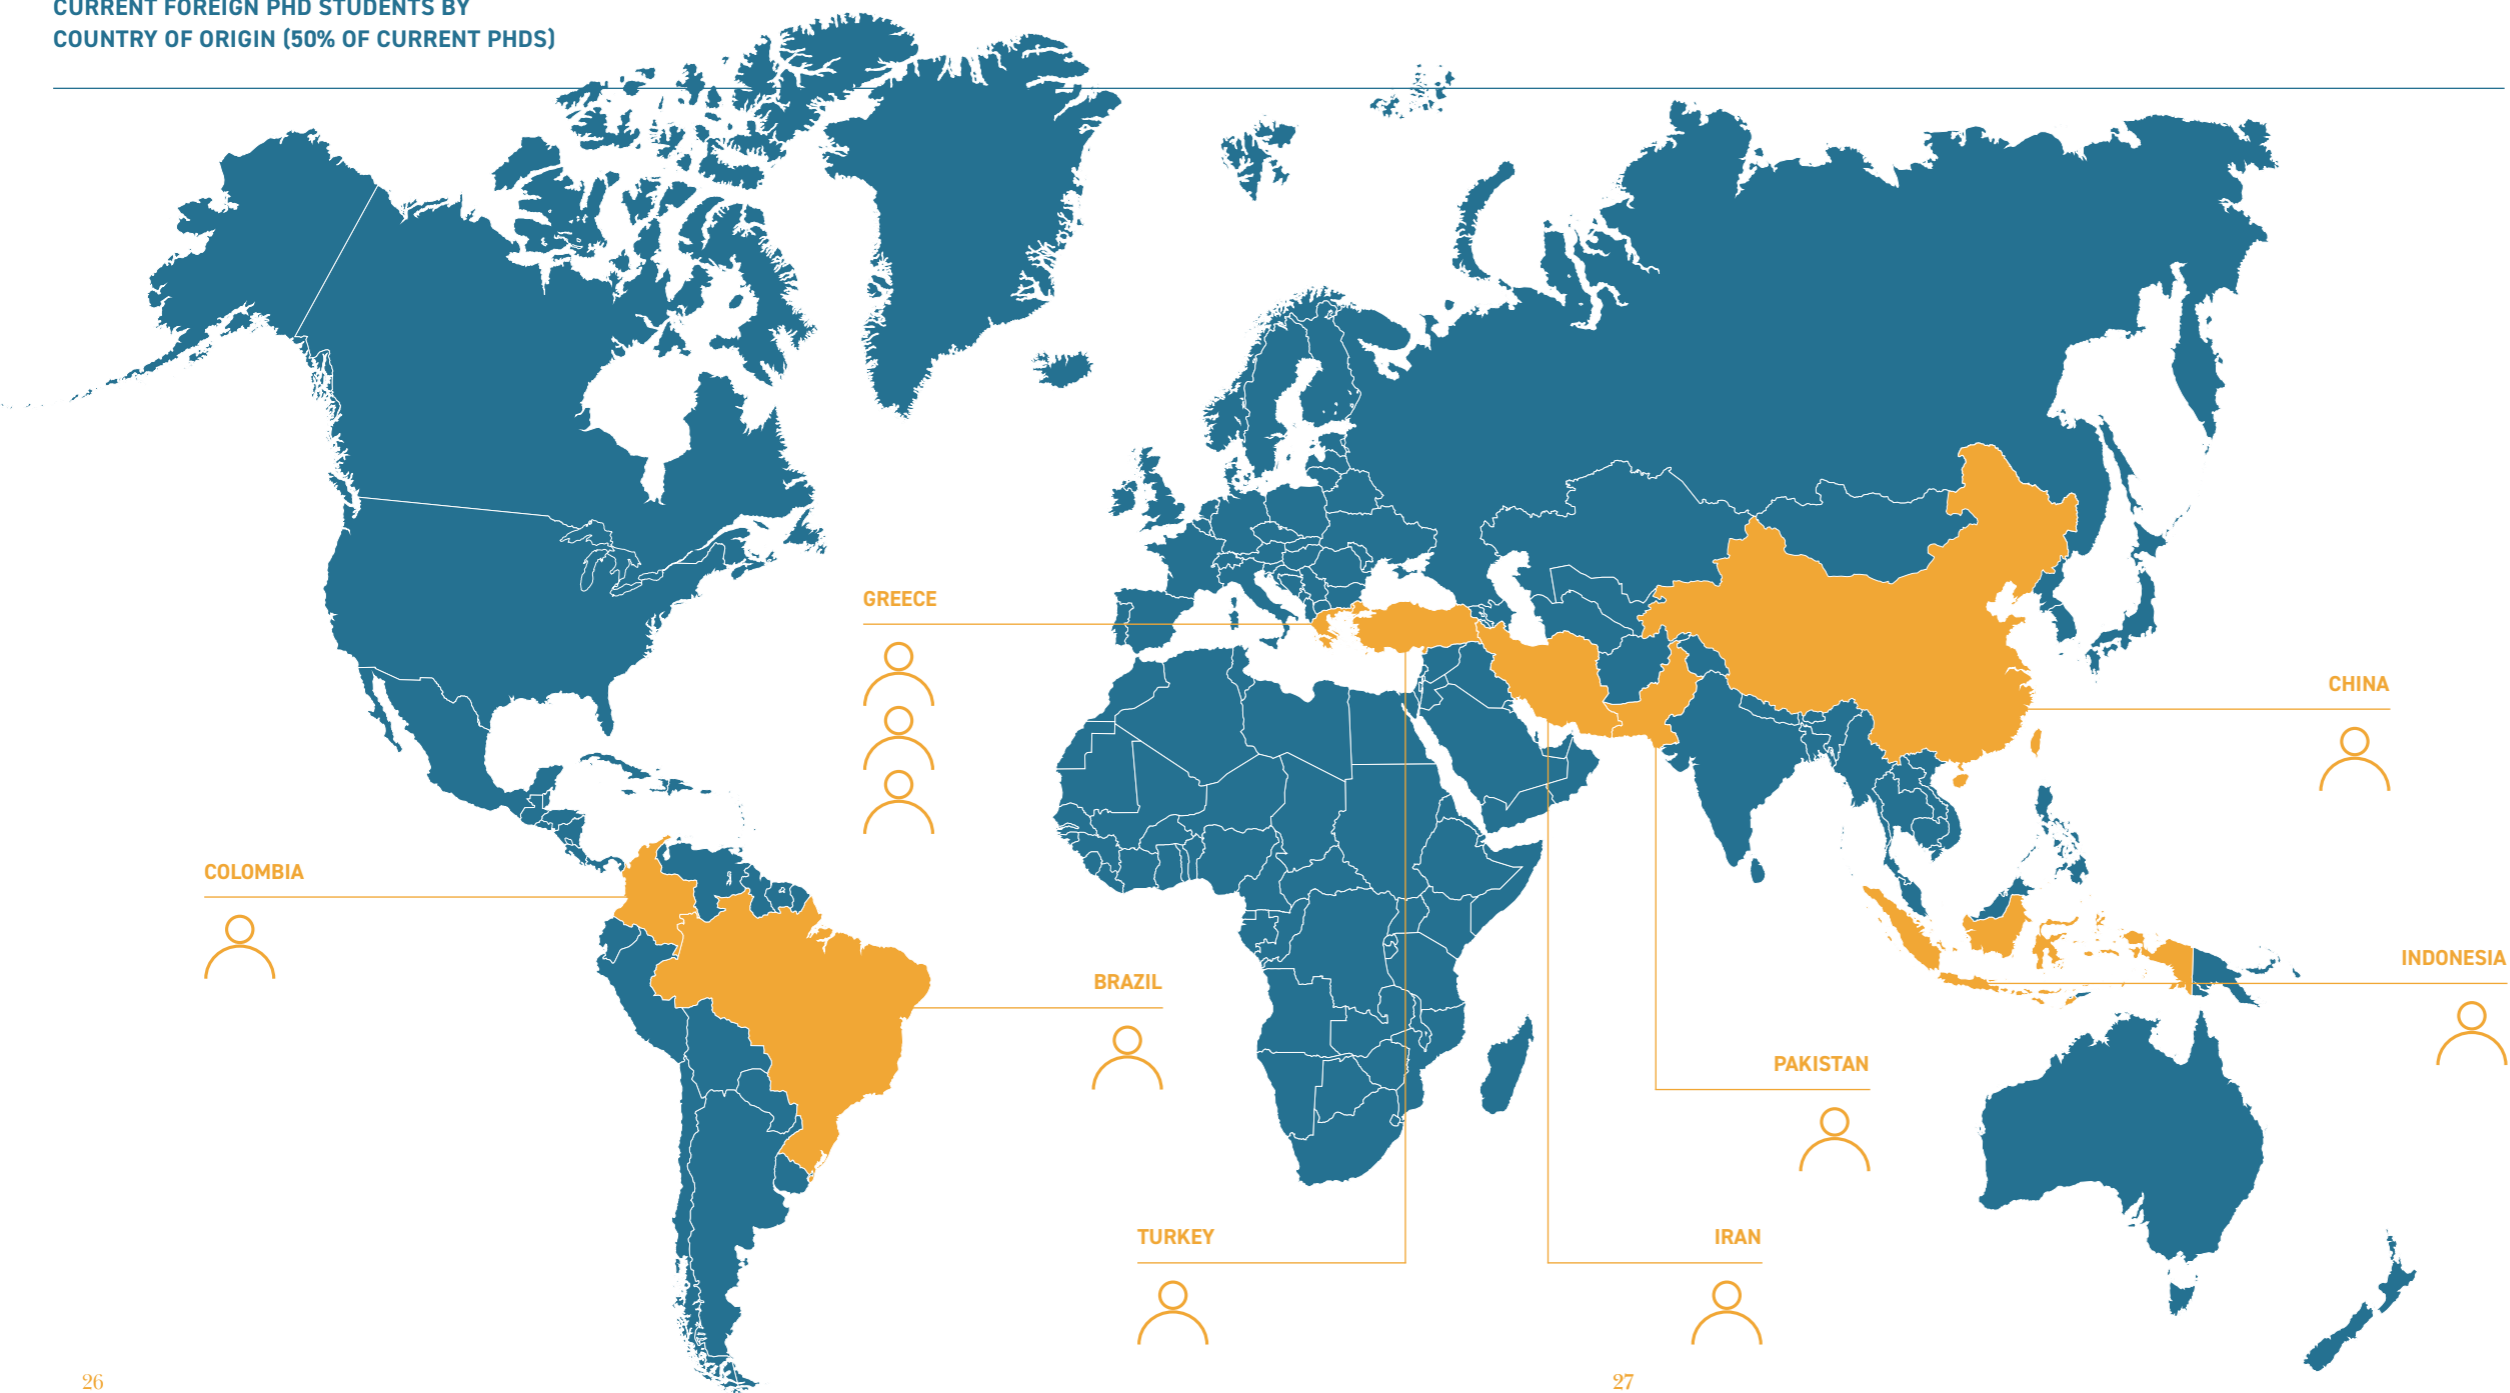 CURRENT FOREIGN PHD STUDENTS BY
COUNTRY OF ORIGIN (50% OF CURRENT PHDS)
GREECE
CHINA
COLOMBIA
INDONESIA
BRAZIL
PAKISTAN
TURKEY
IRAN
26
27